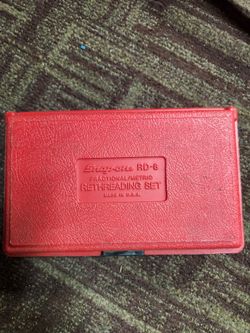 Snap-on RD-6
FRACTIONAL/METRIC
RETHREADING SET
MADE IN U.S.A.